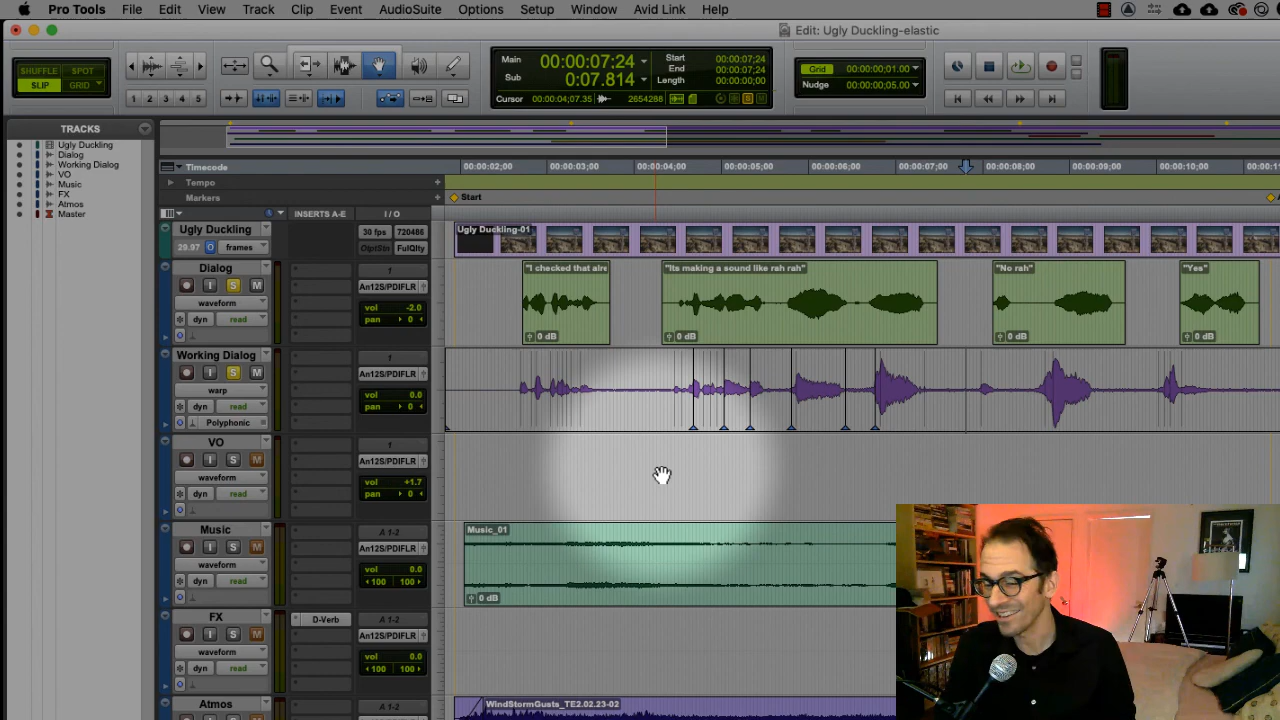 Pro Tools File Edit View Track Clip Event AudioSuite Options Setup Window Avid Link Help
Edit: Ugly Duckling-elastic
SHUFFLE SPOT
SLIP GRID
Main 00:00:07;24
Sub 0:07.814
Start 00:00:07;24
End 00:00:07;24
Length 00:00:00;00
Cursor 00:00:04;07.35 2654288
Grid 00:00:00;01.00
Nudge 00:00:00;05.00
1 2 3 4 5
TRACKS
Ugly Duckling
Dialog
Working Dialog
VO
Music
FX
Atmos
Master
Timecode 00:00:02;00 00:00:03;00 00:00:04;00 00:00:05;00 00:00:06;00 00:00:07;00 00:00:08;00 00:00:09;00 00:00:10;00
Tempo
Markers Start
INSERTS A-E I / O
Ugly Duckling 30 fps 720486 Ugly Duckling-01
29.97 frames OptStn FulQlty
Dialog "I checked that alre "Its making a sound like rah rah" "No rah" "Yes"
I S M An12S/PDIFLR
waveform vol -2.0
dyn read pan 0 0 dB 0 dB 0 dB 0 dB
Working Dialog
I S M An12S/PDIFLR
warp vol 0.0
dyn read pan 0
Polyphonic
VO
I S M An12S/PDIFLR
waveform vol +1.7
dyn read pan 0
Music A 1-2 Music_01
I S M An12S/PDIFLR
waveform vol 0.0
dyn read 100 100 0 dB
FX D-Verb A 1-2
I S M An12S/PDIFLR
waveform vol 0.0
dyn read 100 100
Atmos A 1-2 WindStormGusts_TE2.02.23-02